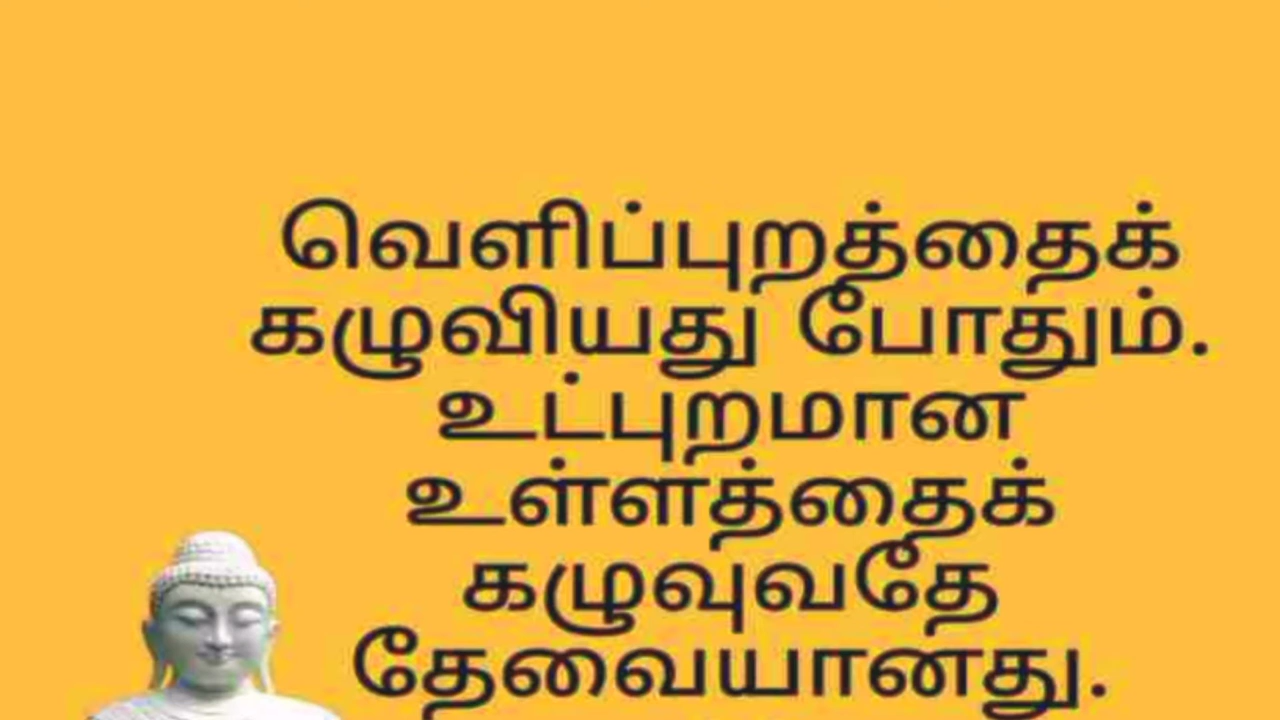 வெளிப்புறத்தைக்
கழுவியது போதும்.
உட்புறமான
உள்ளத்தைக்
கழுவுவதே
தேவையானது.